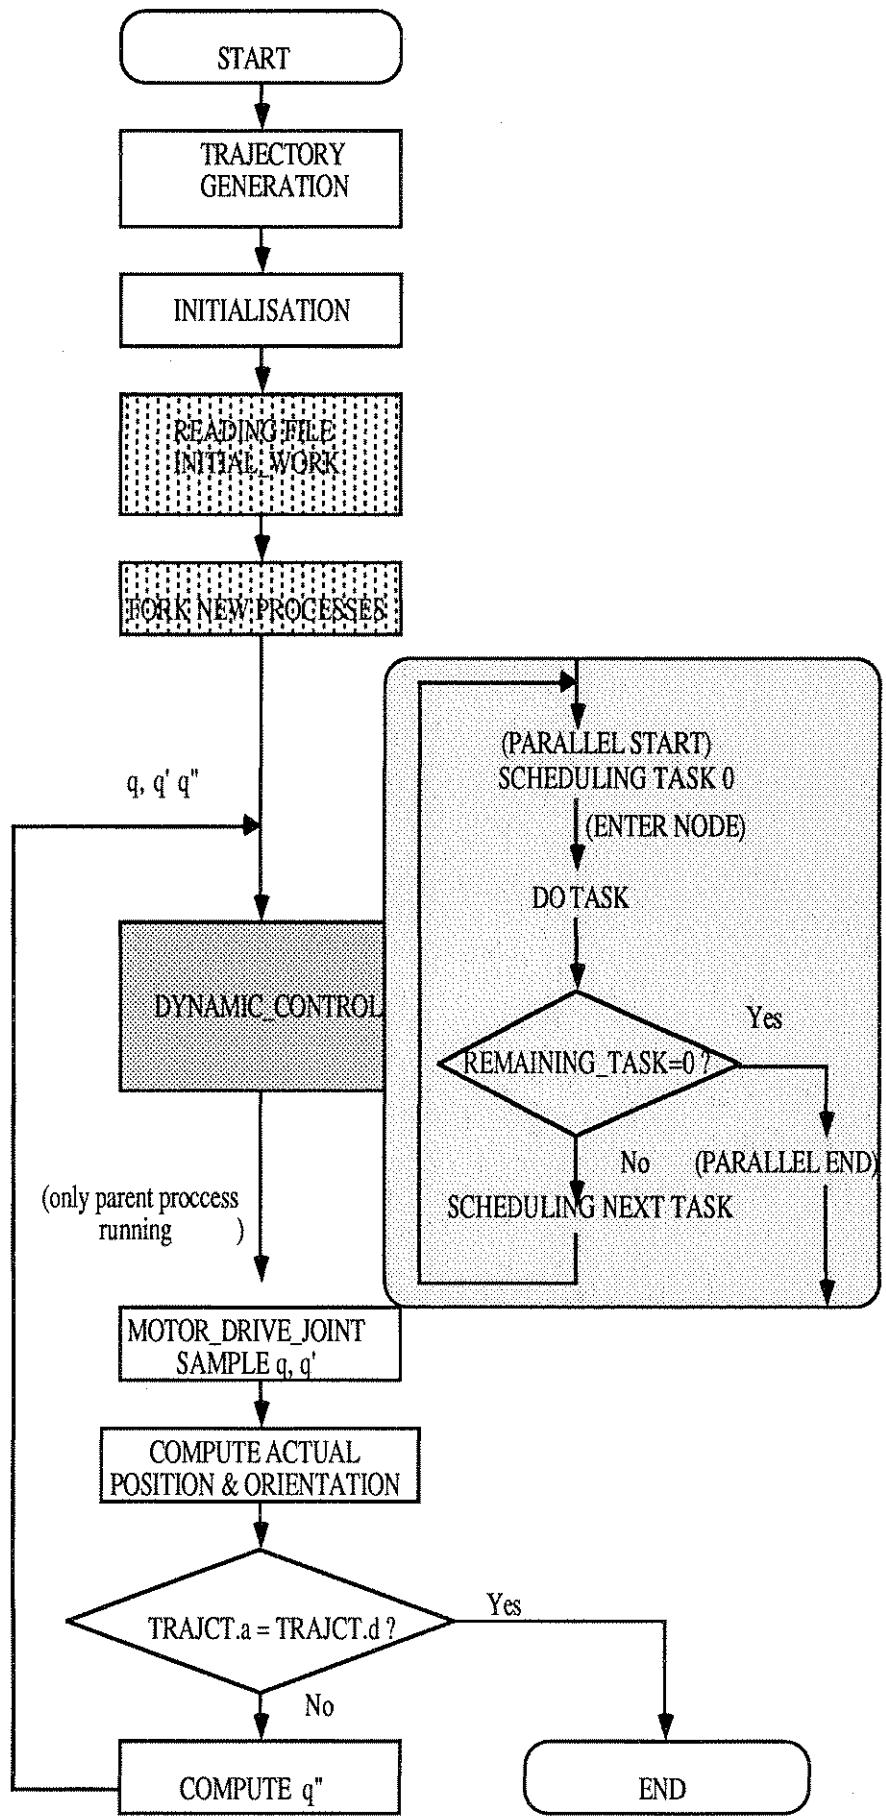 START
TRAJECTORY
GENERATION
INITIALISATION
READING FILE
INITIAL_WORK
FORK NEW PROCESSES
q, q' q"
DYNAMIC_CONTROL
(PARALLEL START)
SCHEDULING TASK 0
(ENTER NODE)
DO TASK
REMAINING_TASK=0 ?
Yes
No
(PARALLEL END)
SCHEDULING NEXT TASK
(only parent proccess
running )
MOTOR_DRIVE_JOINT
SAMPLE q, q'
COMPUTE ACTUAL
POSITION & ORIENTATION
TRAJCT.a = TRAJCT.d ?
Yes
No
COMPUTE q"
END